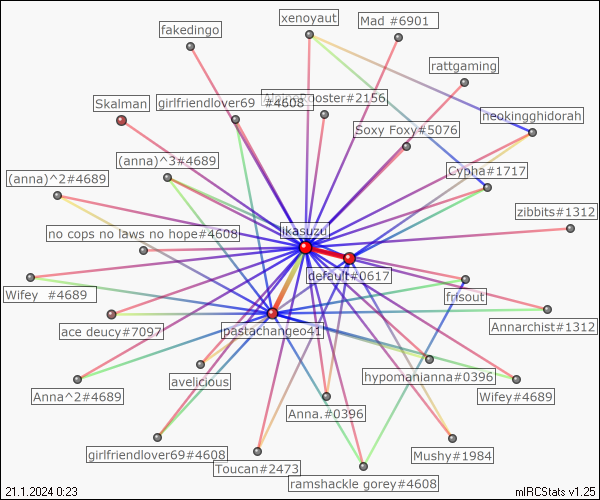 xenoyaut
Mad #6901
fakedingo
rattgaming
AlpineRooster#2156
Skalman
girlfriendlover69 #4608
neokingghidorah
Soxy Foxy#5076
(anna)^3#4689
Cypha#1717
(anna)^2#4689
zibbits#1312
no cops no laws no hope#4608
ikasuzu
default#0617
Wifey #4689
frisout
ace deucy#7097
pastachangeo41
Annarchist#1312
avelicious
hypomanianna#0396
Anna^2#4689
Wifey#4689
Anna.#0396
girlfriendlover69#4608
Mushy#1984
Toucan#2473
ramshackle gorey#4608
21.1.2024 0:23
mIRCStats v1.25